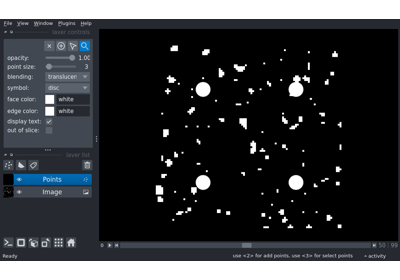 File View Window Plugins Help
layer controls
opacity: 1.00
point size: 3
blending: translucen
symbol: disc
face color: white
edge color: white
display text:
out of slice:
layer list
Points
Image
50 99
Ready
use <2> for add points, use <3> for select points
activity